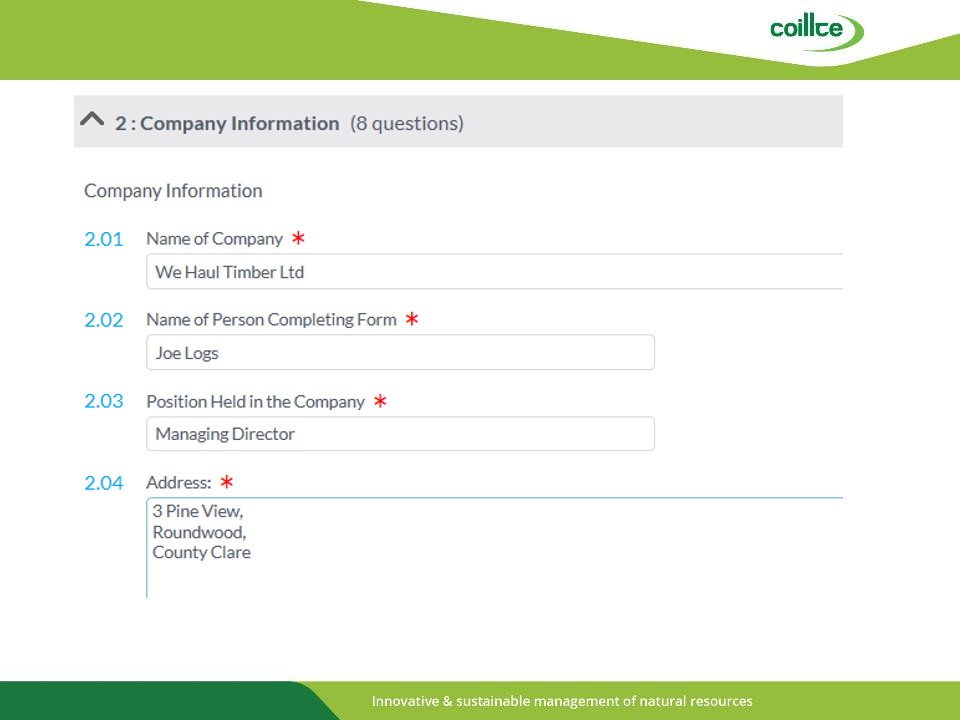 coillte
2 : Company Information (8 questions)
Company Information
2.01 Name of Company *
We Haul Timber Ltd
2.02 Name of Person Completing Form *
Joe Logs
2.03 Position Held in the Company *
Managing Director
2.04 Address: *
3 Pine View,
Roundwood,
County Clare
Innovative & sustainable management of natural resources